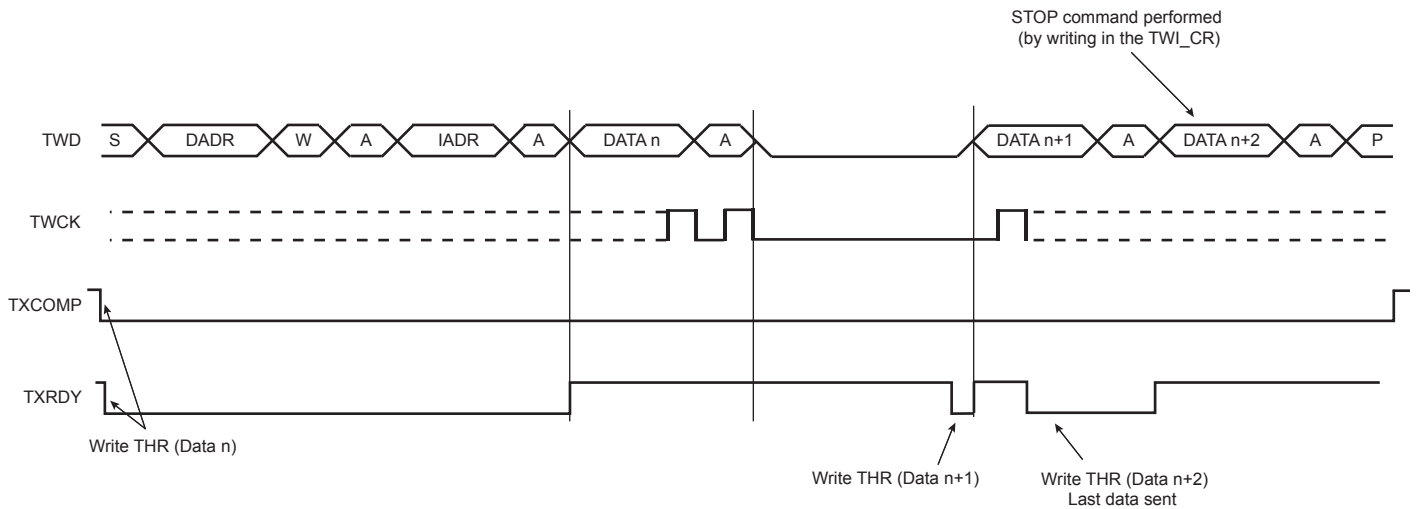 STOP command performed
(by writing in the TWI_CR)
TWD S DADR W A IADR A DATA n A DATA n+1 A DATA n+2 A P
TWCK
TXCOMP
TXRDY
Write THR (Data n)
Write THR (Data n+1)
Write THR (Data n+2)
Last data sent